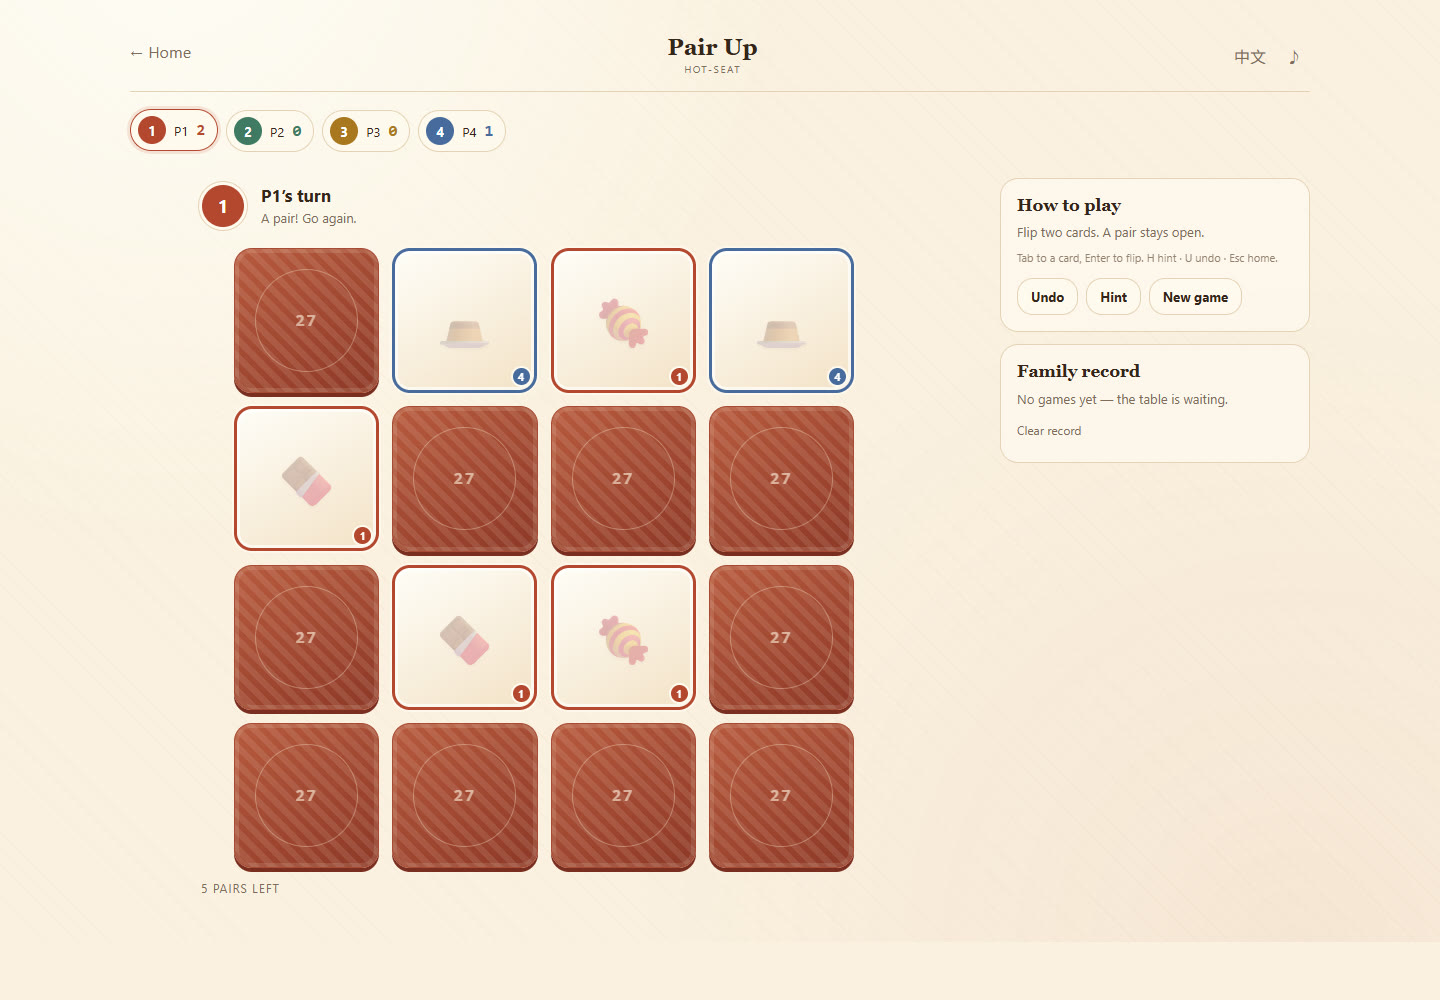 ← Home
Pair Up
HOT-SEAT
中文 ♪
1 P1 2
2 P2 0
3 P3 0
4 P4 1
1
P1’s turn
A pair! Go again.
27
4
1
4
1
27
27
27
27
1
1
27
27
27
27
27
5 PAIRS LEFT
How to play
Flip two cards. A pair stays open.
Tab to a card, Enter to flip. H hint · U undo · Esc home.
Undo Hint New game
Family record
No games yet — the table is waiting.
Clear record